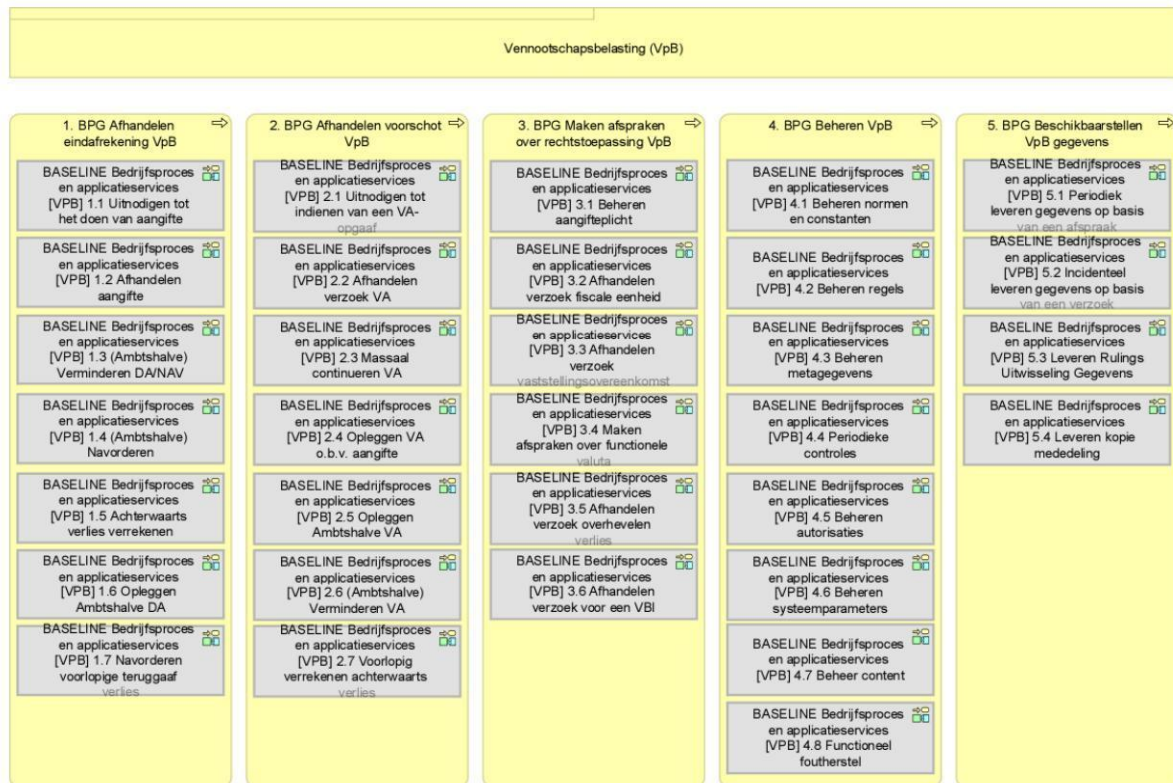 Vennootschapsbelasting (VpB)
1. BPG Afhandelen
eindafrekening VpB
BASELINE Bedrijfsproces
en applicatieservices
[VPB] 1.1 Uitnodigen tot
het doen van aangifte
BASELINE Bedrijfsproces
en applicatieservices
[VPB] 1.2 Afhandelen
aangifte
BASELINE Bedrijfsproces
en applicatieservices
[VPB] 1.3 (Ambtshalve)
Verminderen DA/NAV
BASELINE Bedrijfsproces
en applicatieservices
[VPB] 1.4 (Ambtshalve)
Navorderen
BASELINE Bedrijfsproces
en applicatieservices
[VPB] 1.5 Achterwaarts
verlies verrekenen
BASELINE Bedrijfsproces
en applicatieservices
[VPB] 1.6 Opleggen
Ambtshalve DA
BASELINE Bedrijfsproces
en applicatieservices
[VPB] 1.7 Navorderen
voorlopige teruggaaf
verlies
2. BPG Afhandelen voorschot
VpB
BASELINE Bedrijfsproces
en applicatieservices
[VPB] 2.1 Uitnodigen tot
indienen van een VA-
opgaaf
BASELINE Bedrijfsproces
en applicatieservices
[VPB] 2.2 Afhandelen
verzoek VA
BASELINE Bedrijfsproces
en applicatieservices
[VPB] 2.3 Massaal
continueren VA
BASELINE Bedrijfsproces
en applicatieservices
[VPB] 2.4 Opleggen VA
o.b.v. aangifte
BASELINE Bedrijfsproces
en applicatieservices
[VPB] 2.5 Opleggen
Ambtshalve VA
BASELINE Bedrijfsproces
en applicatieservices
[VPB] 2.6 (Ambtshalve)
Verminderen VA
BASELINE Bedrijfsproces
en applicatieservices
[VPB] 2.7 Voorlopig
verrekenen achterwaarts
verlies
3. BPG Maken afspraken
over rechtstoepassing VpB
BASELINE Bedrijfsproces
en applicatieservices
[VPB] 3.1 Beheren
aangifteplicht
BASELINE Bedrijfsproces
en applicatieservices
[VPB] 3.2 Afhandelen
verzoek fiscale eenheid
BASELINE Bedrijfsproces
en applicatieservices
[VPB] 3.3 Afhandelen
verzoek
vaststellingsovereenkomst
BASELINE Bedrijfsproces
en applicatieservices
[VPB] 3.4 Maken
afspraken over functionele
valuta
BASELINE Bedrijfsproces
en applicatieservices
[VPB] 3.5 Afhandelen
verzoek overhevelen
verlies
BASELINE Bedrijfsproces
en applicatieservices
[VPB] 3.6 Afhandelen
verzoek voor een VBI
4. BPG Beheren VpB
BASELINE Bedrijfsproces
en applicatieservices
[VPB] 4.1 Beheren normen
en constanten
BASELINE Bedrijfsproces
en applicatieservices
[VPB] 4.2 Beheren regels
BASELINE Bedrijfsproces
en applicatieservices
[VPB] 4.3 Beheren
metagegevens
BASELINE Bedrijfsproces
en applicatieservices
[VPB] 4.4 Periodieke
controles
BASELINE Bedrijfsproces
en applicatieservices
[VPB] 4.5 Beheren
autorisaties
BASELINE Bedrijfsproces
en applicatieservices
[VPB] 4.6 Beheren
systeemparameters
BASELINE Bedrijfsproces
en applicatieservices
[VPB] 4.7 Beheer content
BASELINE Bedrijfsproces
en applicatieservices
[VPB] 4.8 Functioneel
foutherstel
5. BPG Beschikbaarstellen
VpB gegevens
BASELINE Bedrijfsproces
en applicatieservices
[VPB] 5.1 Periodiek
leveren gegevens op basis
van een afspraak
BASELINE Bedrijfsproces
en applicatieservices
[VPB] 5.2 Incidenteel
leveren gegevens op basis
van een verzoek
BASELINE Bedrijfsproces
en applicatieservices
[VPB] 5.3 Leveren Rulings
Uitwisseling Gegevens
BASELINE Bedrijfsproces
en applicatieservices
[VPB] 5.4 Leveren kopie
mededeling